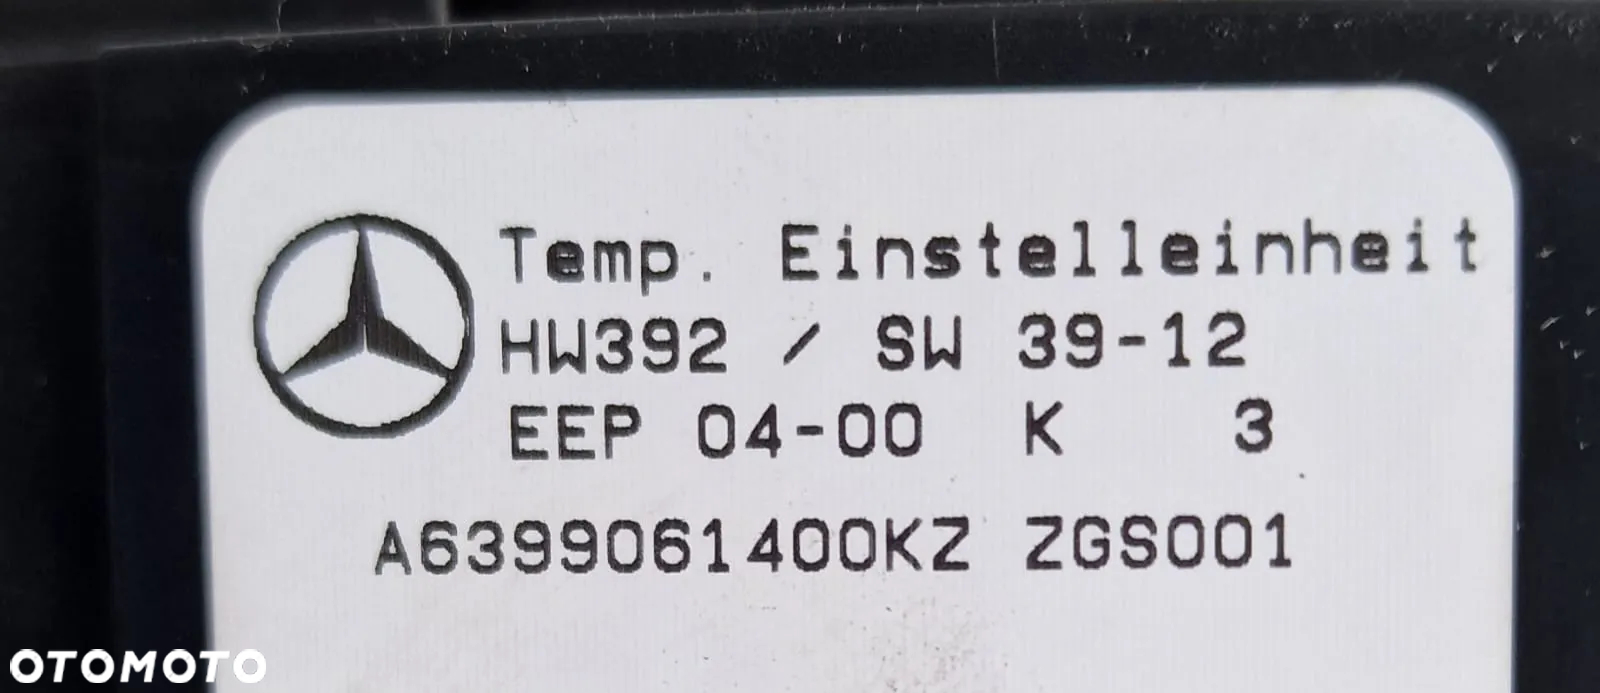 Temp. Einstelleinheit
HW392 / SW 39-12
EEP 04-00 K 3
A6399061400KZ ZGS001
OTOMOTO